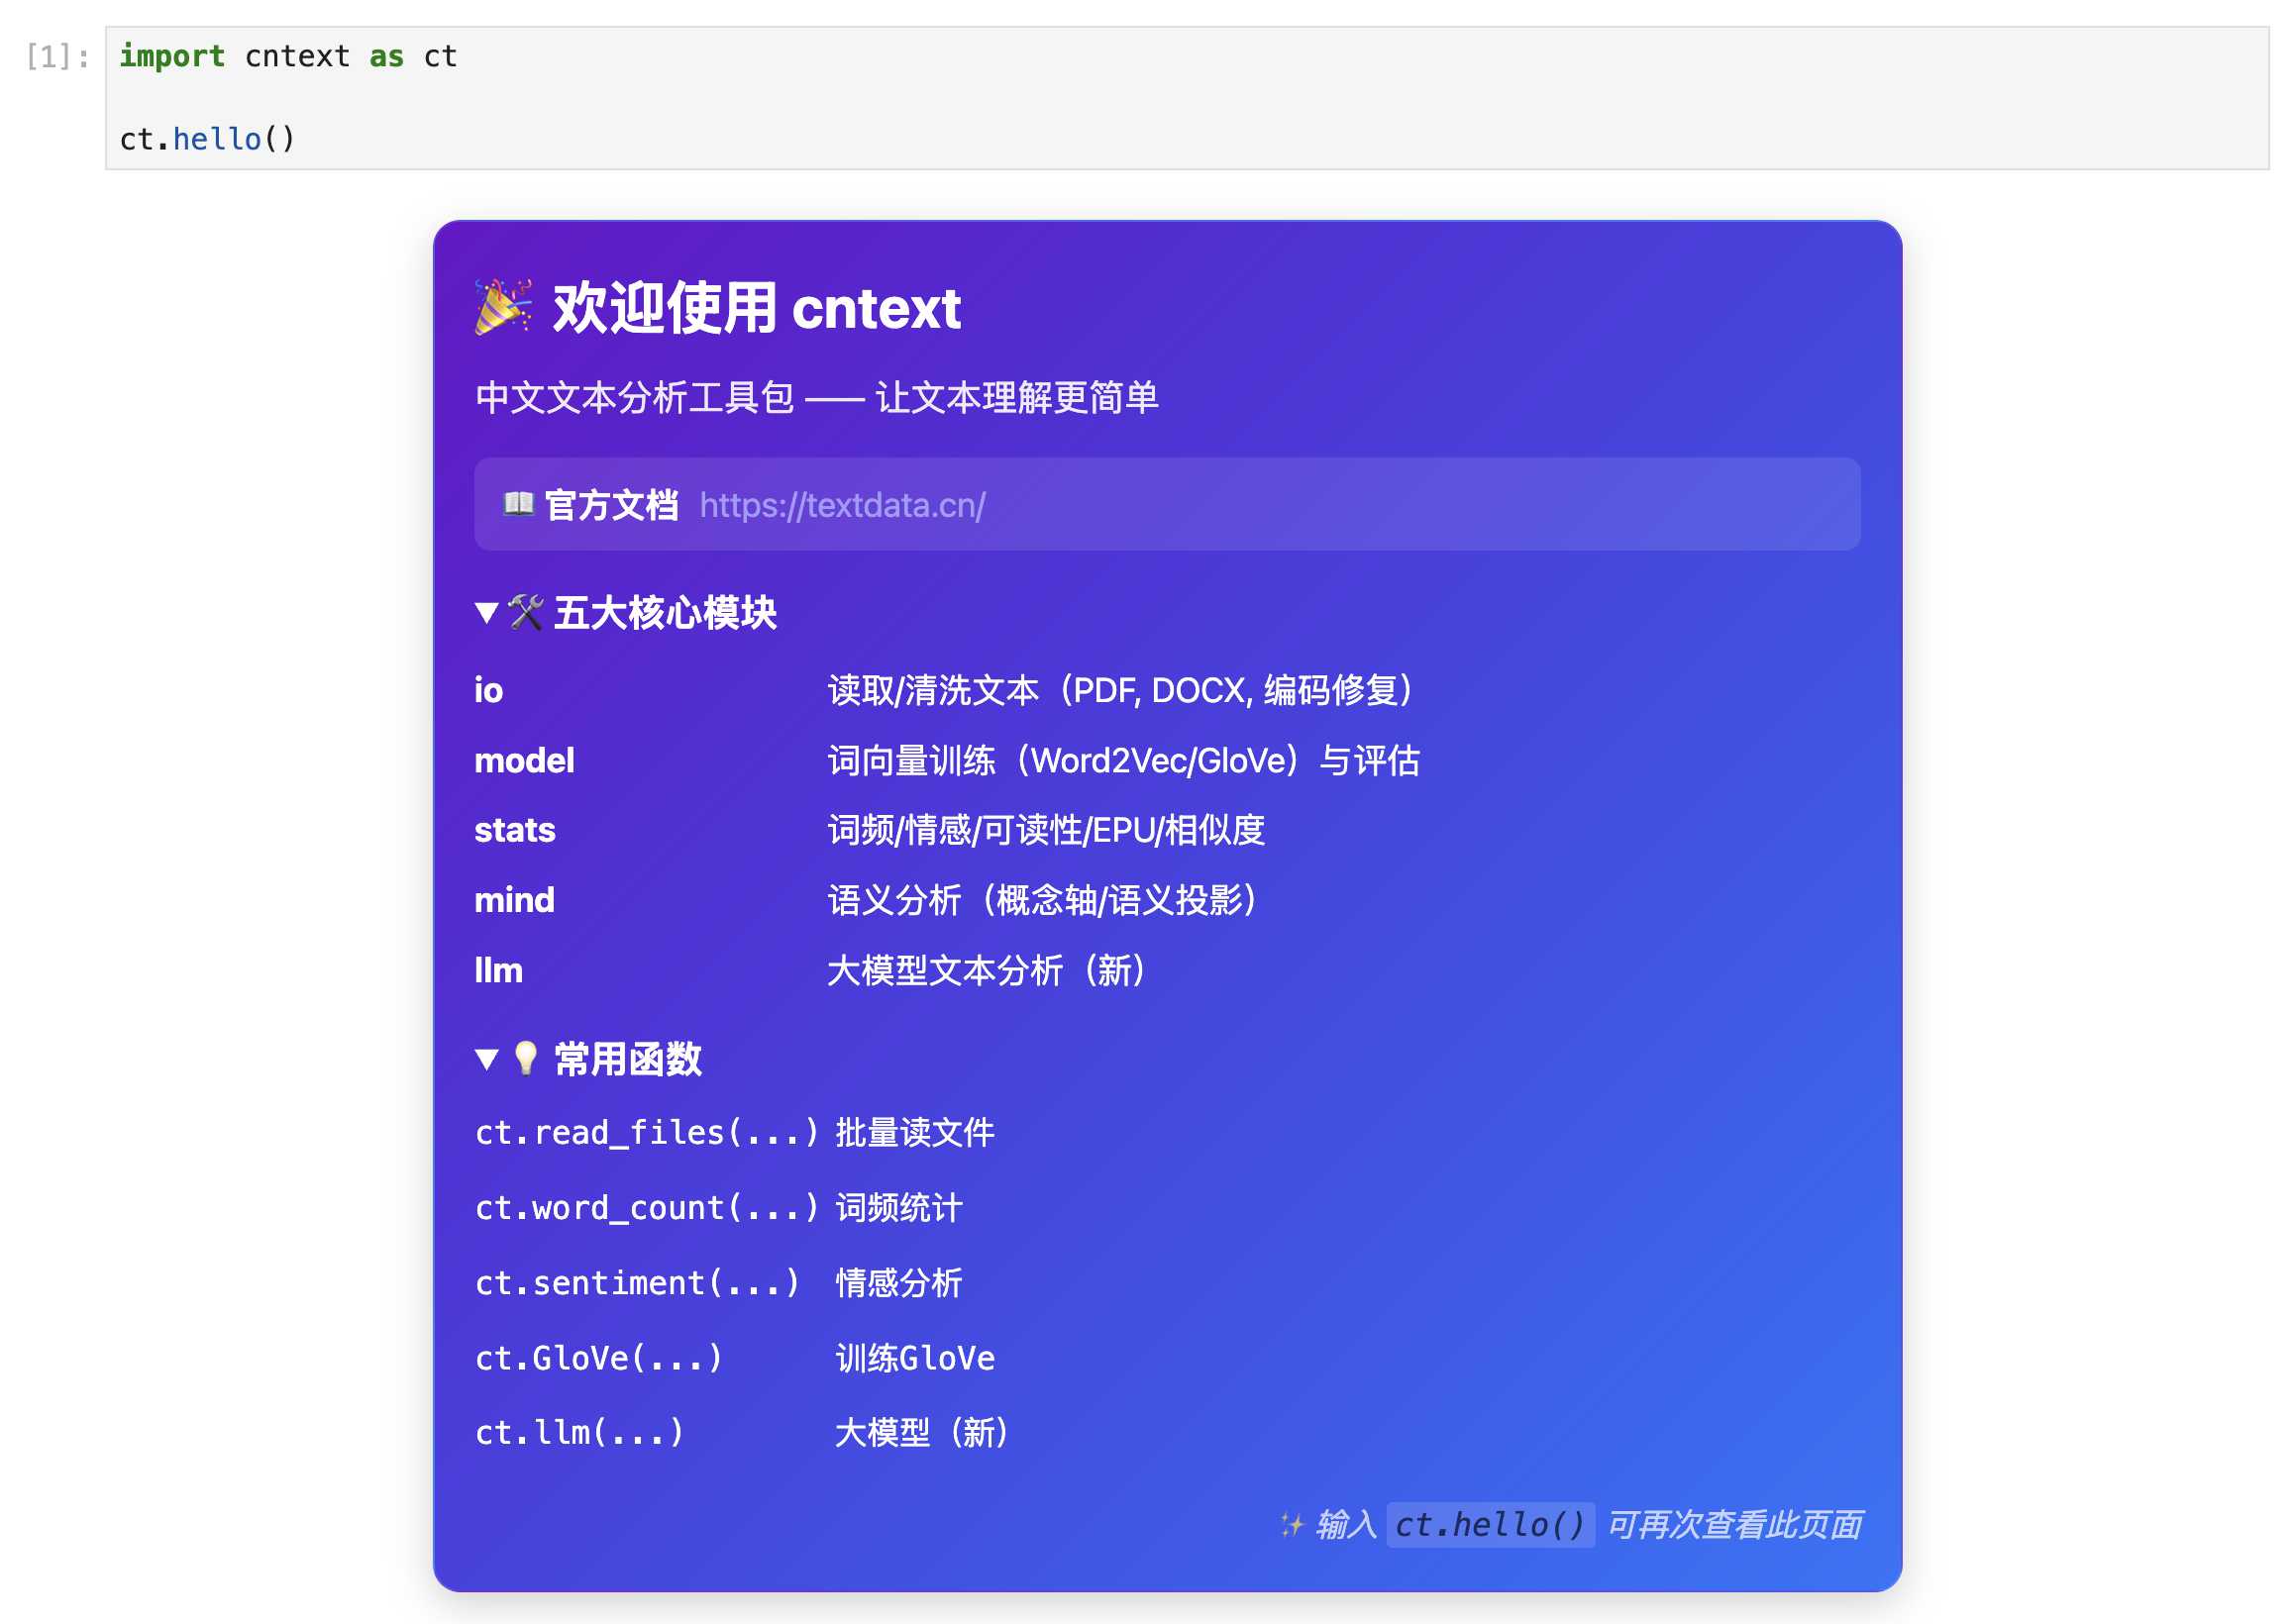 [1]: import cntext as ct
ct.hello()
🎉 欢迎使用 cntext
中文文本分析工具包 —— 让文本理解更简单
📖 官方文档 https://textdata.cn/
▼ 🛠 五大核心模块
io 读取/清洗文本（PDF, DOCX, 编码修复）
model 词向量训练（Word2Vec/GloVe）与评估
stats 词频/情感/可读性/EPU/相似度
mind 语义分析（概念轴/语义投影）
llm 大模型文本分析（新）
▼ 💡 常用函数
ct.read_files(...) 批量读文件
ct.word_count(...) 词频统计
ct.sentiment(...) 情感分析
ct.GloVe(...) 训练GloVe
ct.llm(...) 大模型（新）
✨ 输入 ct.hello() 可再次查看此页面